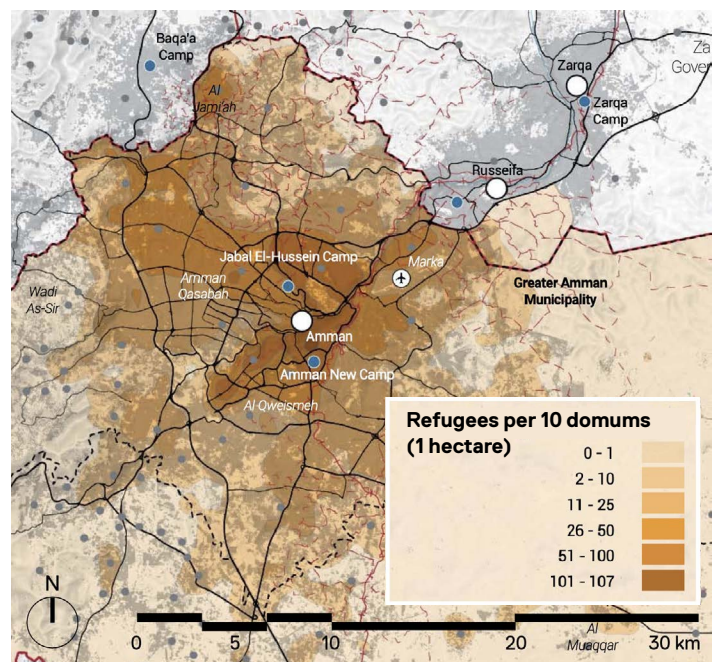 Baqa'a
Camp
Za
Gover
Zarqa
Al
Jami'ah
Zarqa
Camp
Russeifa
Jabal El-Hussein Camp
Marka
Amman
Qasabah
Wadi
As-Sir
Greater Amman
Municipality
Amman
Amman New Camp
Al-Qweismeh
Refugees per 10 domums
(1 hectare)
0 - 1
2 - 10
11 - 25
26 - 50
51 - 100
101 - 107
N
0 5 10 20 30 km
Al
Muaqqar